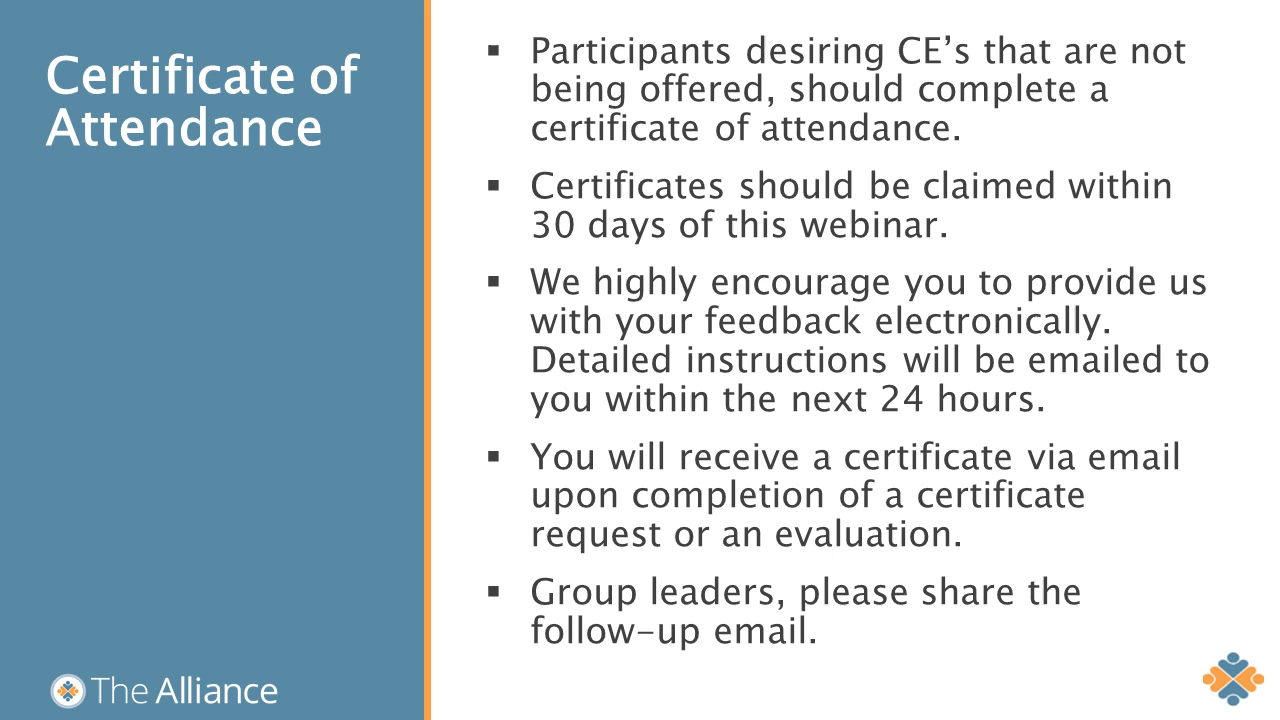 Certificate of
Attendance
▪ Participants desiring CE’s that are not
being offered, should complete a
certificate of attendance.
▪ Certificates should be claimed within
30 days of this webinar.
▪ We highly encourage you to provide us
with your feedback electronically.
Detailed instructions will be emailed to
you within the next 24 hours.
▪ You will receive a certificate via email
upon completion of a certificate
request or an evaluation.
▪ Group leaders, please share the
follow-up email.
The Alliance